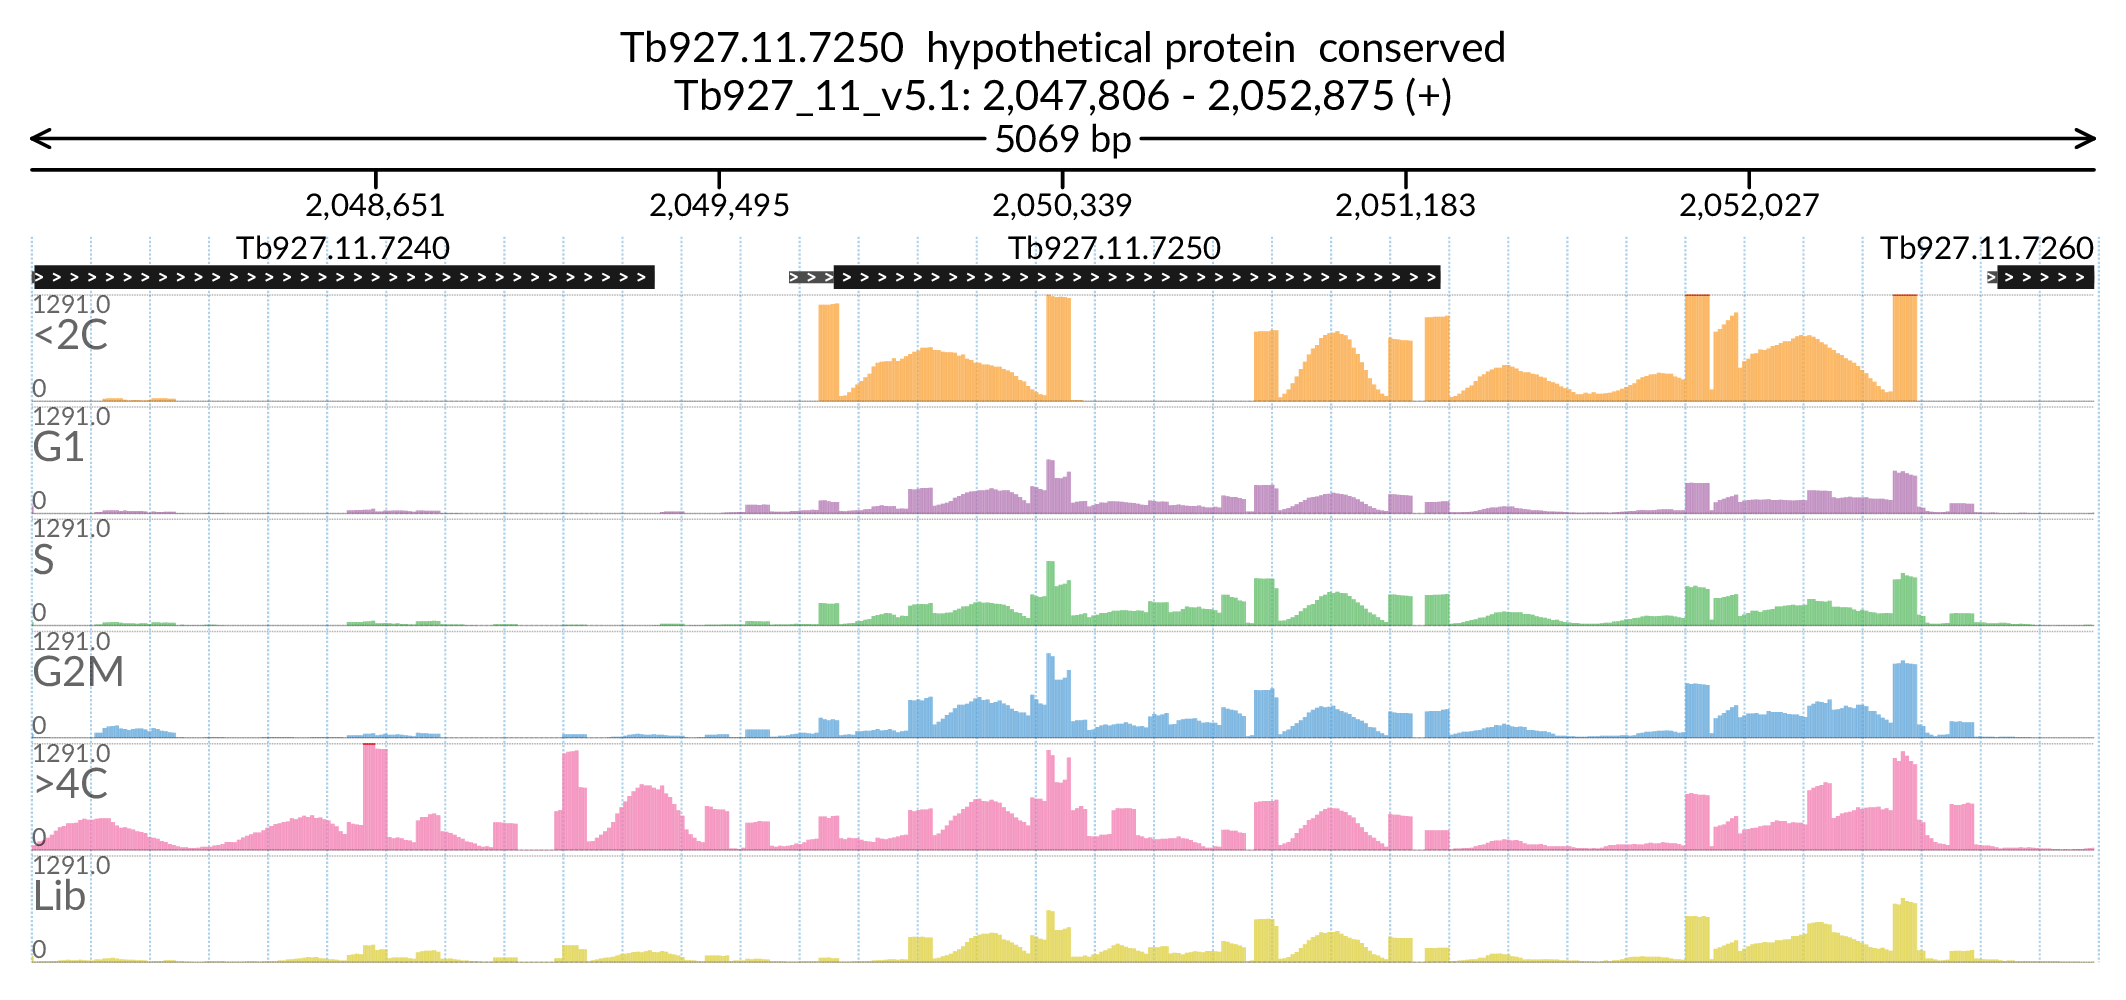 Tb927.11.7250  hypothetical protein  conserved
Tb927_11_v5.1: 2,047,806 - 2,052,875 (+)
5069 bp
2,048,651 2,049,495 2,050,339 2,051,183 2,052,027
Tb927.11.7240 Tb927.11.7250 Tb927.11.7260
1291.0
<2C
0
1291.0
G1
0
1291.0
S
0
1291.0
G2M
0
1291.0
>4C
0
1291.0
Lib
0